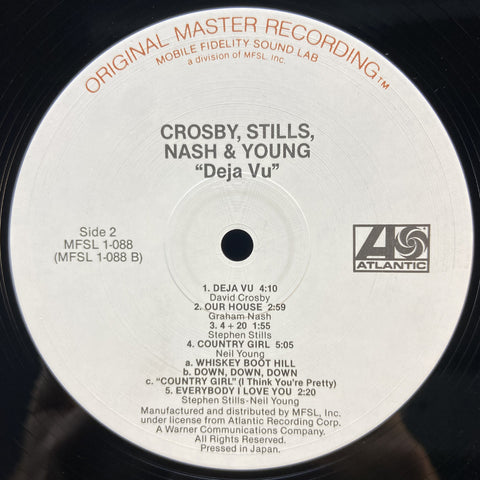 ORIGINAL MASTER RECORDING™
MOBILE FIDELITY SOUND LAB
a division of MFSL, Inc.
CROSBY, STILLS,
NASH & YOUNG
"Deja Vu"
Side 2
MFSL 1-088
(MFSL 1-088 B)
ATLANTIC
1. DEJA VU 4:10
David Crosby
2. OUR HOUSE 2:59
Graham Nash
3. 4 + 20 1:55
Stephen Stills
4. COUNTRY GIRL 5:05
Neil Young
a. WHISKEY BOOT HILL
b. DOWN, DOWN, DOWN
c. "COUNTRY GIRL" (I Think You're Pretty)
5. EVERYBODY I LOVE YOU 2:20
Stephen Stills-Neil Young
Manufactured and distributed by MFSL, Inc.
under license from Atlantic Recording Corp.
A Warner Communications Company.
All Rights Reserved.
Pressed in Japan.